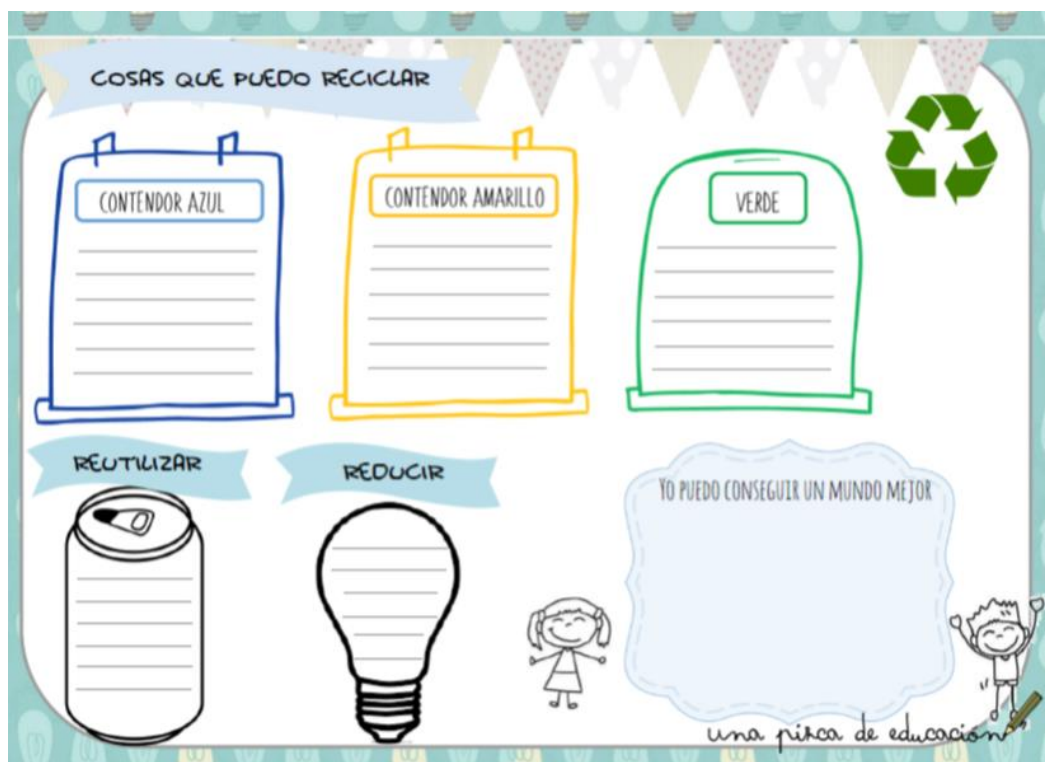 COSAS QUE PUEDO RECICLAR
CONTENDOR AZUL
CONTENDOR AMARILLO
VERDE
REUTILIZAR
REDUCIR
YO PUEDO CONSEGUIR UN MUNDO MEJOR
una pizca de educación